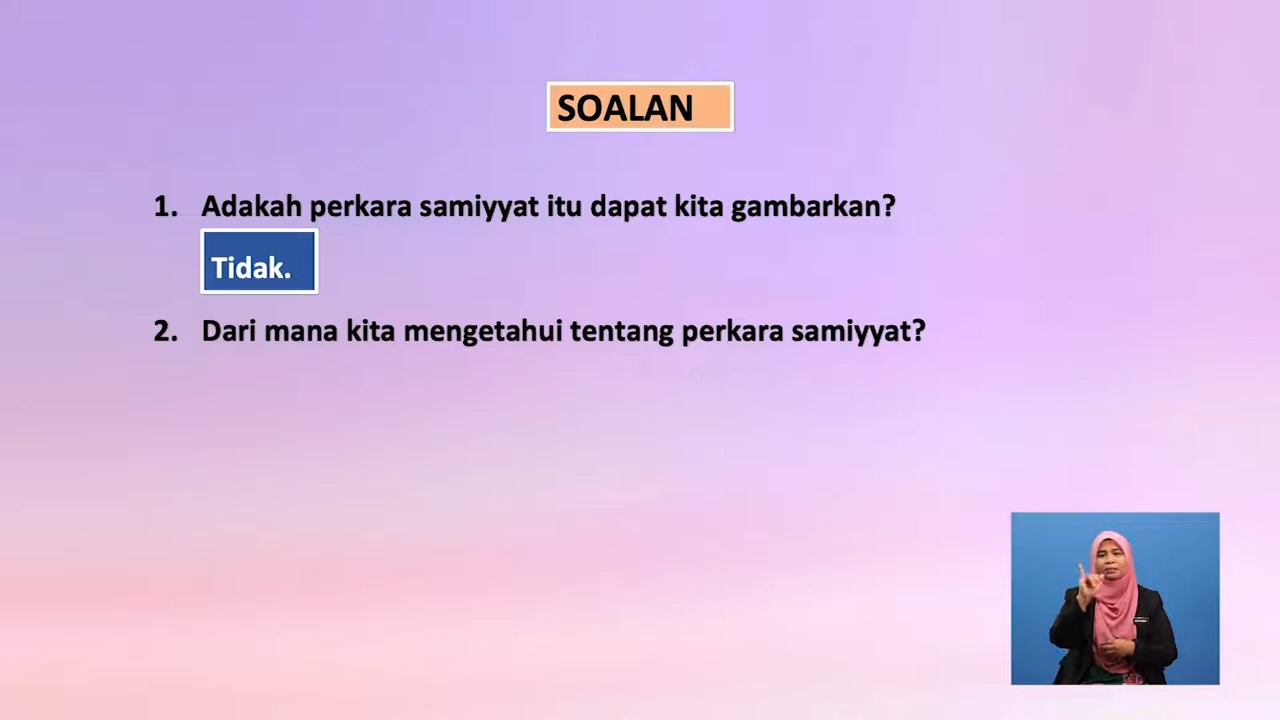 SOALAN
1. Adakah perkara samiyyat itu dapat kita gambarkan?
Tidak.
2. Dari mana kita mengetahui tentang perkara samiyyat?